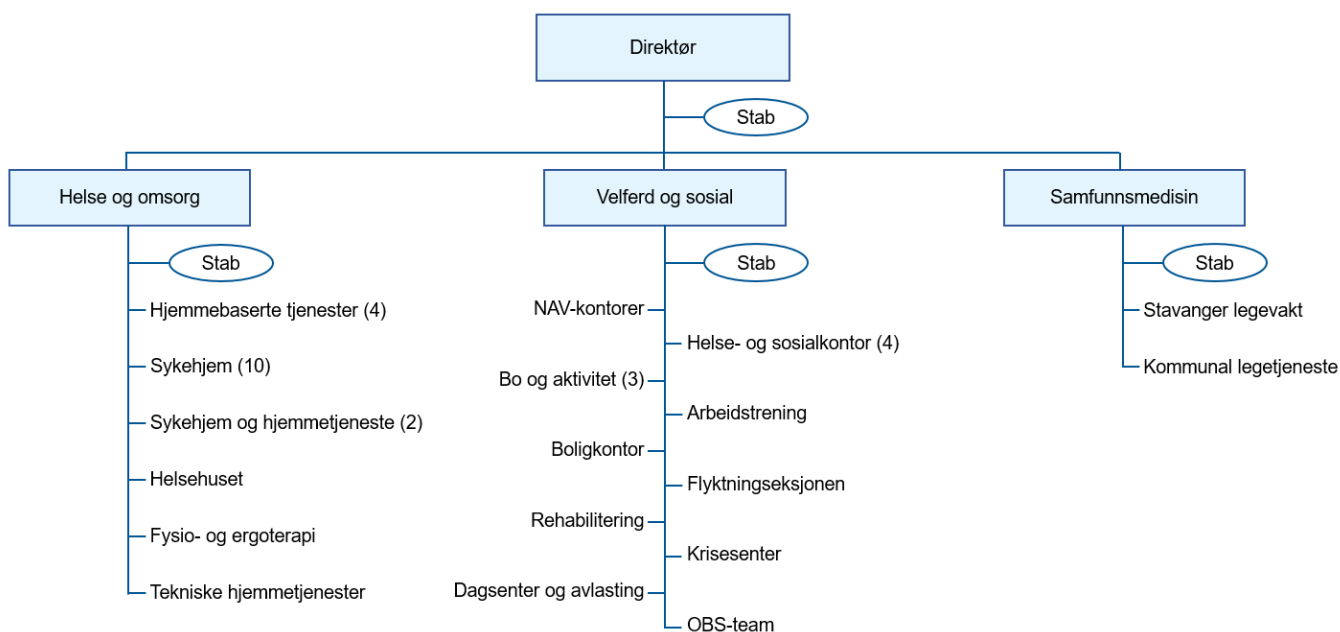 Direktør
Stab
Helse og omsorg
Stab
Hjemmebaserte tjenester (4)
Sykehjem (10)
Sykehjem og hjemmetjeneste (2)
Helsehuset
Fysio- og ergoterapi
Tekniske hjemmetjenester
Velferd og sosial
Stab
NAV-kontorer
Helse- og sosialkontor (4)
Bo og aktivitet (3)
Arbeidstrening
Boligkontor
Flyktningseksjonen
Rehabilitering
Krisesenter
Dagsenter og avlasting
OBS-team
Samfunnsmedisin
Stab
Stavanger legevakt
Kommunal legetjeneste